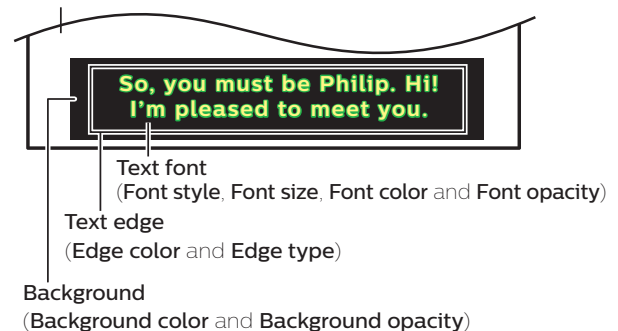 So, you must be Philip. Hi!
I'm pleased to meet you.
Text font
(Font style, Font size, Font color and Font opacity)
Text edge
(Edge color and Edge type)
Background
(Background color and Background opacity)